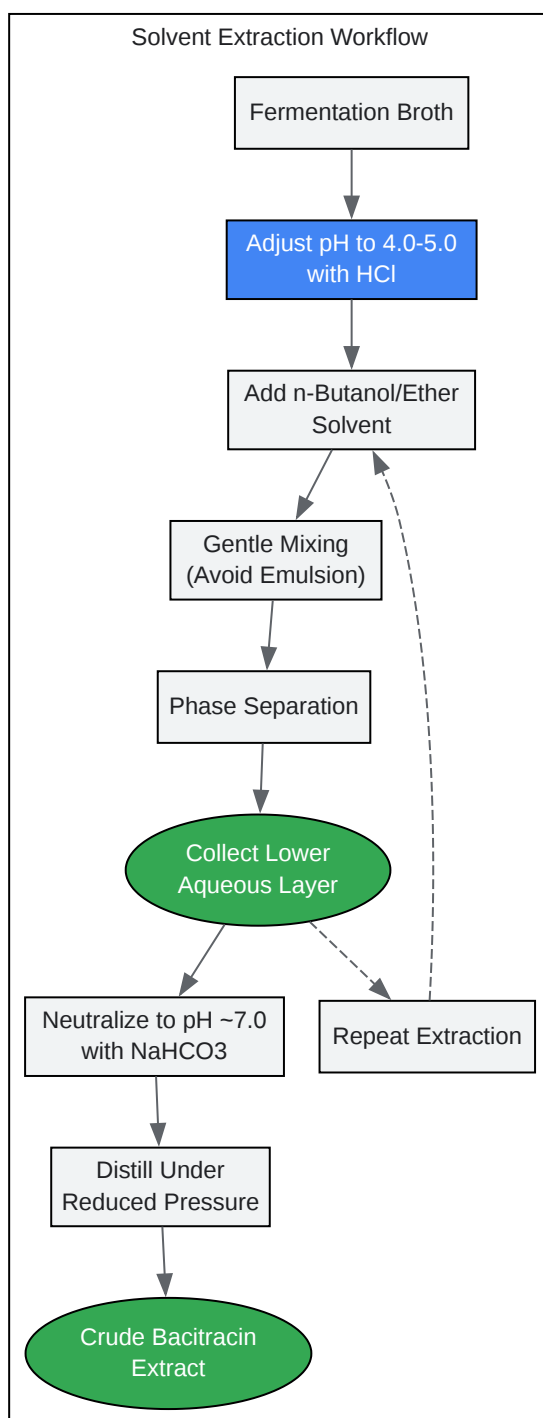 Solvent Extraction Workflow
Fermentation Broth
Adjust pH to 4.0-5.0
with HCl
Add n-Butanol/Ether
Solvent
Gentle Mixing
(Avoid Emulsion)
Phase Separation
Collect Lower
Aqueous Layer
Neutralize to pH ~7.0
with NaHCO3
Repeat Extraction
Distill Under
Reduced Pressure
Crude Bacitracin
Extract